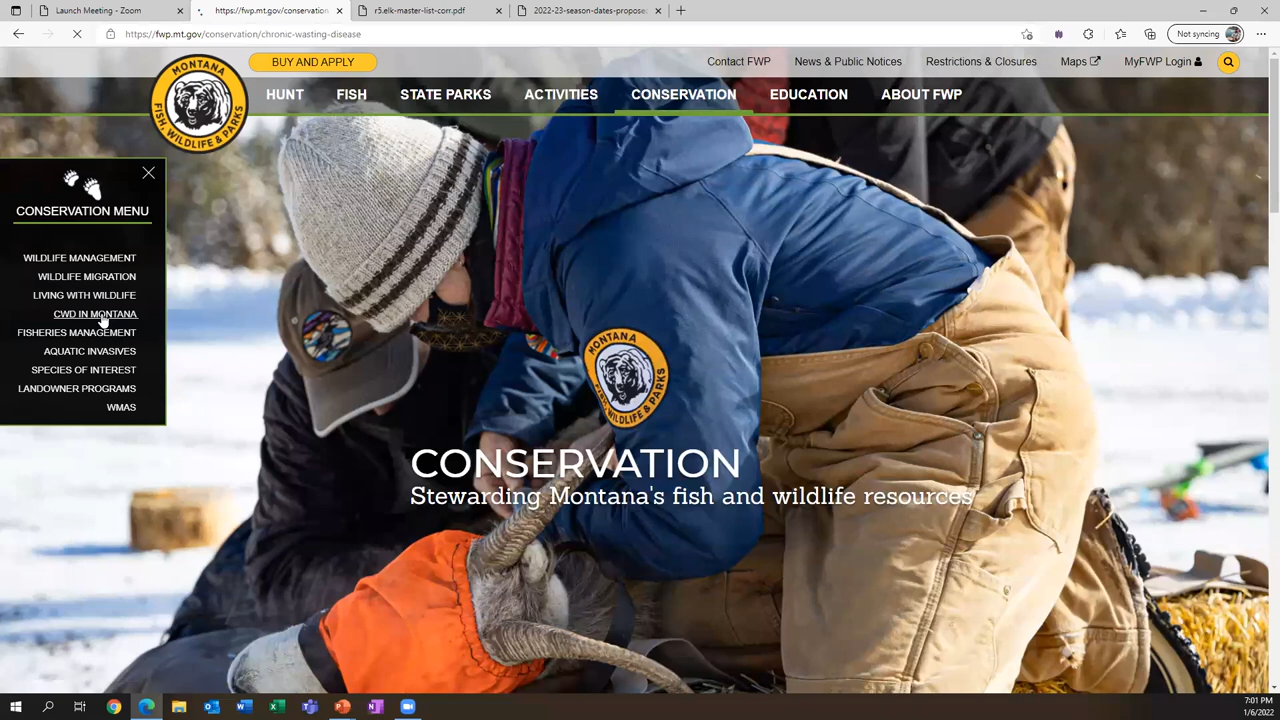 Launch Meeting - Zoom
https://fwp.mt.gov/conservation
r5.elk-master-list-corr.pdf
2022-23-season-dates-propose
https://fwp.mt.gov/conservation/chronic-wasting-disease
Not syncing
BUY AND APPLY
Contact FWP
News & Public Notices
Restrictions & Closures
Maps
MyFWP Login
MONTANA
FISH, WILDLIFE & PARKS
HUNT
FISH
STATE PARKS
ACTIVITIES
CONSERVATION
EDUCATION
ABOUT FWP
CONSERVATION MENU
WILDLIFE MANAGEMENT
WILDLIFE MIGRATION
LIVING WITH WILDLIFE
CWD IN MONTANA
FISHERIES MANAGEMENT
AQUATIC INVASIVES
SPECIES OF INTEREST
LANDOWNER PROGRAMS
WMAS
MONTANA
FISH, WILDLIFE & PARKS
CONSERVATION
Stewarding Montana's fish and wildlife resources
7:01 PM
1/6/2022